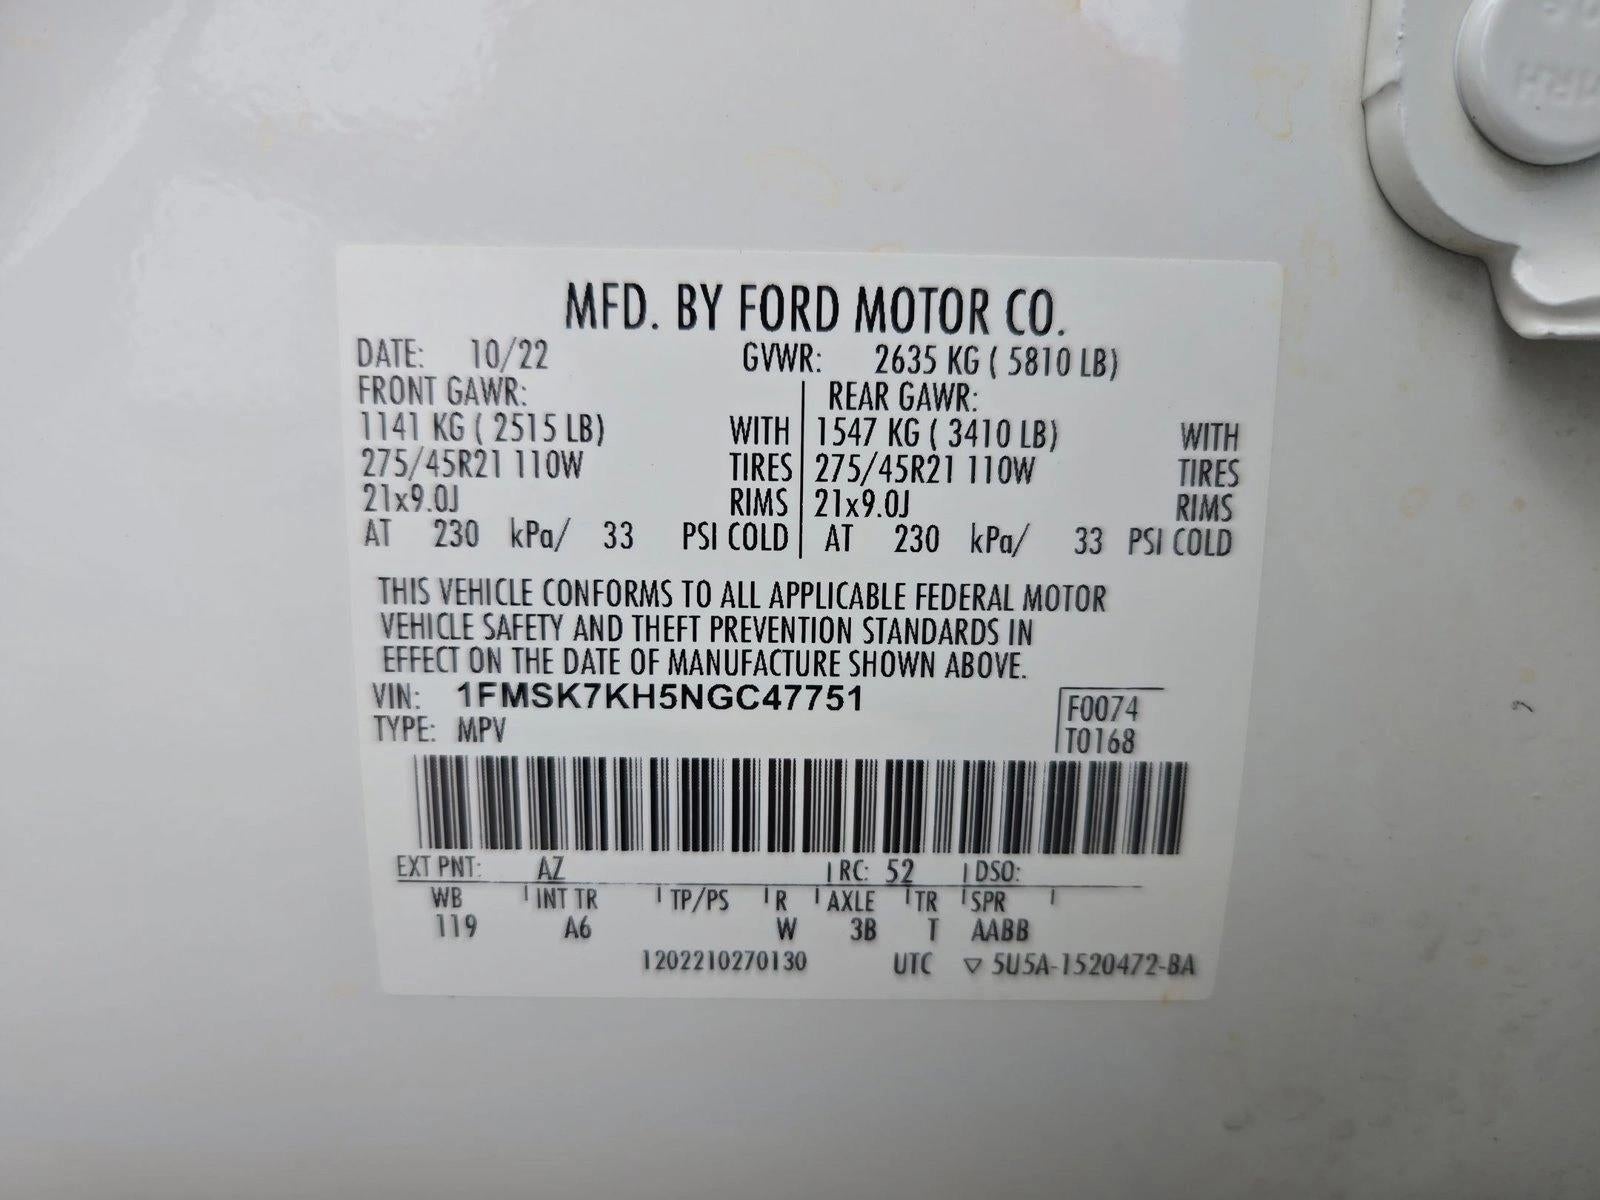 MFD. BY FORD MOTOR CO.
DATE: 10/22 GVWR: 2635 KG ( 5810 LB)
FRONT GAWR: REAR GAWR:
1141 KG ( 2515 LB) WITH 1547 KG ( 3410 LB) WITH
275/45R21 110W TIRES 275/45R21 110W TIRES
21x9.0J RIMS 21x9.0J RIMS
AT 230 kPa/ 33 PSI COLD AT 230 kPa/ 33 PSI COLD
THIS VEHICLE CONFORMS TO ALL APPLICABLE FEDERAL MOTOR
VEHICLE SAFETY AND THEFT PREVENTION STANDARDS IN
EFFECT ON THE DATE OF MANUFACTURE SHOWN ABOVE.
VIN: 1FMSK7KH5NGC47751 F0074
TYPE: MPV T0168
EXT PNT: AZ RC: 52 DSO:
WB INT TR TP/PS R AXLE TR SPR
119 A6 W 3B T AABB
1202210270130 UTC ▽ 5U5A-1520472-BA